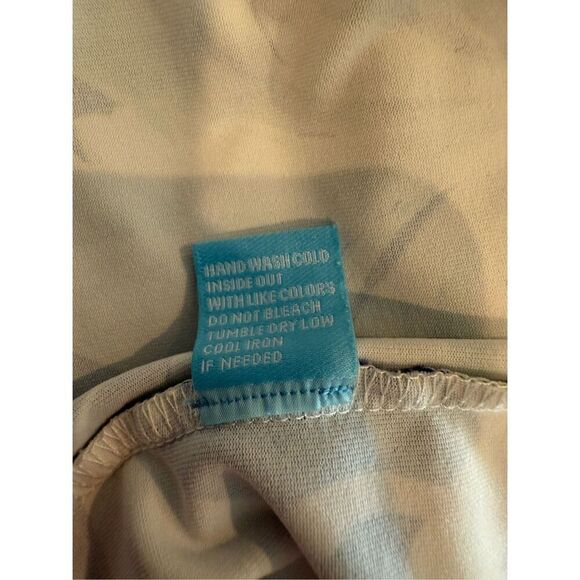 HAND WASH COLD
INSIDE OUT
WITH LIKE COLORS
DO NOT BLEACH
TUMBLE DRY LOW
COOL IRON
IF NEEDED